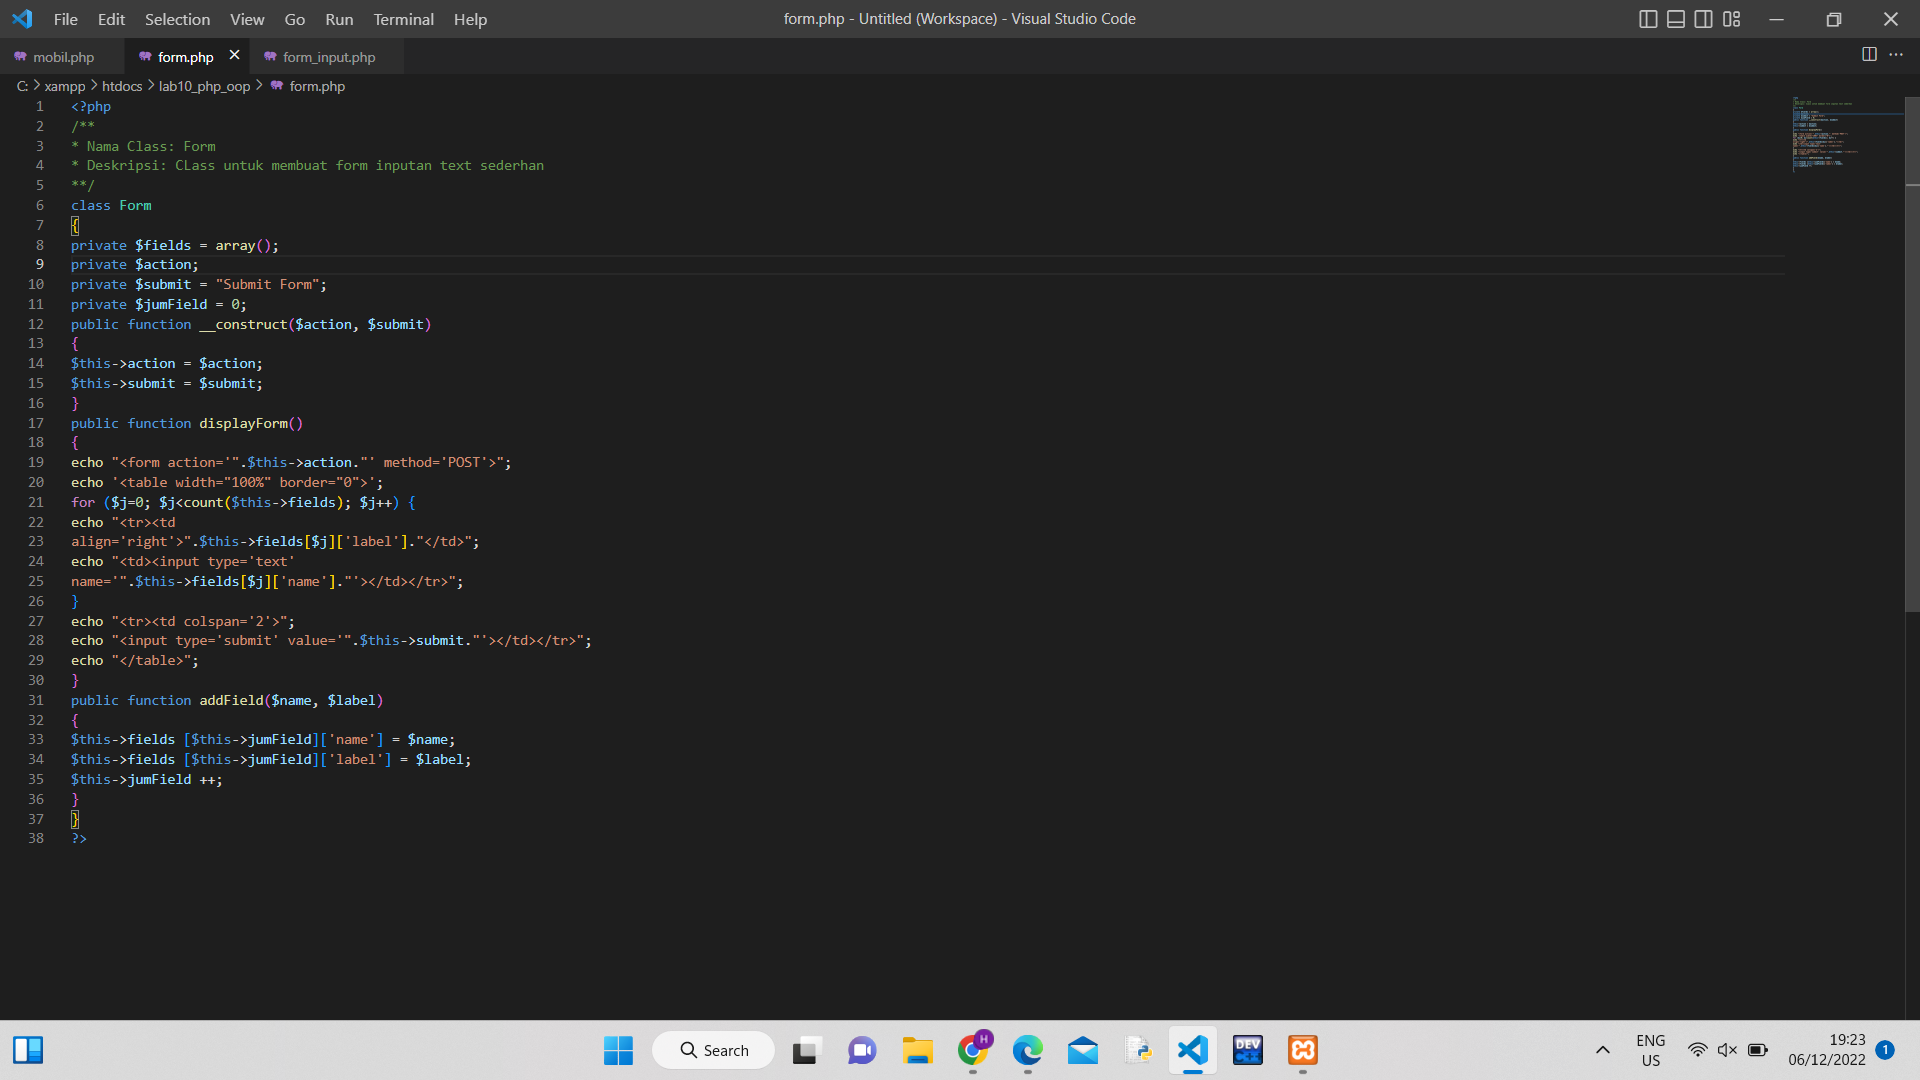 File Edit Selection View Go Run Terminal Help form.php - Untitled (Workspace) - Visual Studio Code
mobil.php form.php form_input.php
C: > xampp > htdocs > lab10_php_oop > form.php
1 <?php
2 /**
3 * Nama Class: Form
4 * Deskripsi: CLass untuk membuat form inputan text sederhan
5 **/
6 class Form
7 {
8 private $fields = array();
9 private $action;
10 private $submit = "Submit Form";
11 private $jumField = 0;
12 public function __construct($action, $submit)
13 {
14 $this->action = $action;
15 $this->submit = $submit;
16 }
17 public function displayForm()
18 {
19 echo "<form action='".$this->action."' method='POST'>";
20 echo '<table width="100%" border="0">';
21 for ($j=0; $j<count($this->fields); $j++) {
22 echo "<tr><td
23 align='right'>".$this->fields[$j]['label']."</td>";
24 echo "<td><input type='text'
25 name='".$this->fields[$j]['name']."'></td></tr>";
26 }
27 echo "<tr><td colspan='2'>";
28 echo "<input type='submit' value='".$this->submit."'></td></tr>";
29 echo "</table>";
30 }
31 public function addField($name, $label)
32 {
33 $this->fields [$this->jumField]['name'] = $name;
34 $this->fields [$this->jumField]['label'] = $label;
35 $this->jumField ++;
36 }
37 }
38 ?>
Search
H
DEV C++
ENG
US
19:23
06/12/2022
1